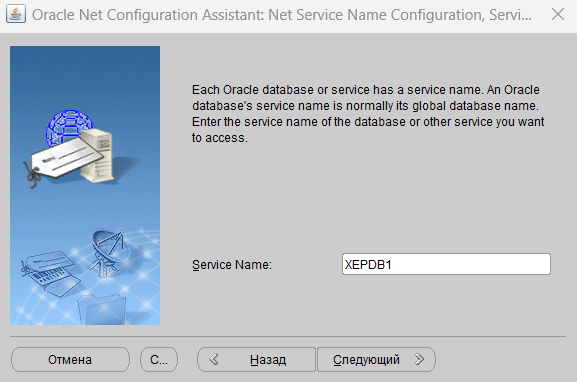 Oracle Net Configuration Assistant: Net Service Name Configuration, Servi...
Each Oracle database or service has a service name. An Oracle
database's service name is normally its global database name.
Enter the service name of the database or other service you want
to access.
Service Name: XEPDB1
Отмена С... Назад Следующий